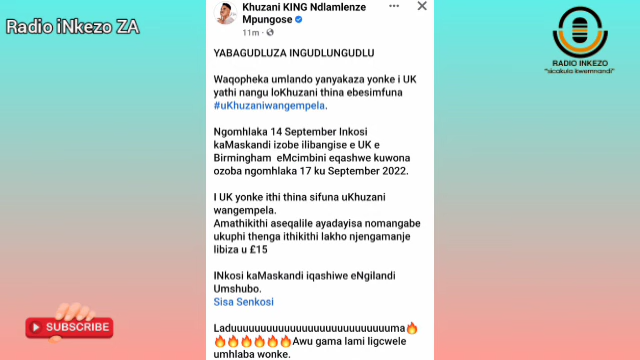 Radio iNkezo ZA
Khuzani KING Ndlamlenze
Mpungose
11m ·
YABAGUDLUZA INGUDLUNGUDLU
Waqopheka umlando yanyakaza yonke i UK
yathi nangu loKhuzani thina ebesimfuna
#uKhuzaniwangempela.
Ngomhlaka 14 September Inkosi
kaMaskandi izobe ilibangise e UK e
Birmingham eMcimbini eqashwe kuwona
ozoba ngomhlaka 17 ku September 2022.
I UK yonke ithi thina sifuna uKhuzani
wangempela.
Amathikithi aseqalile ayadayisa nomangabe
ukuphi thenga ithikithi lakho njengamanje
libiza u £15
INkosi kaMaskandi iqashiwe eNgilandi
Umshubo.
Sisa Senkosi
Laduuuuuuuuuuuuuuuuuuuuuuuuuuuma🔥
🔥🔥🔥🔥🔥🔥Awu gama lami ligcwele
umhlaba wonke.
RADIO INKEZO
"sicakula kwemnandi"
SUBSCRIBE